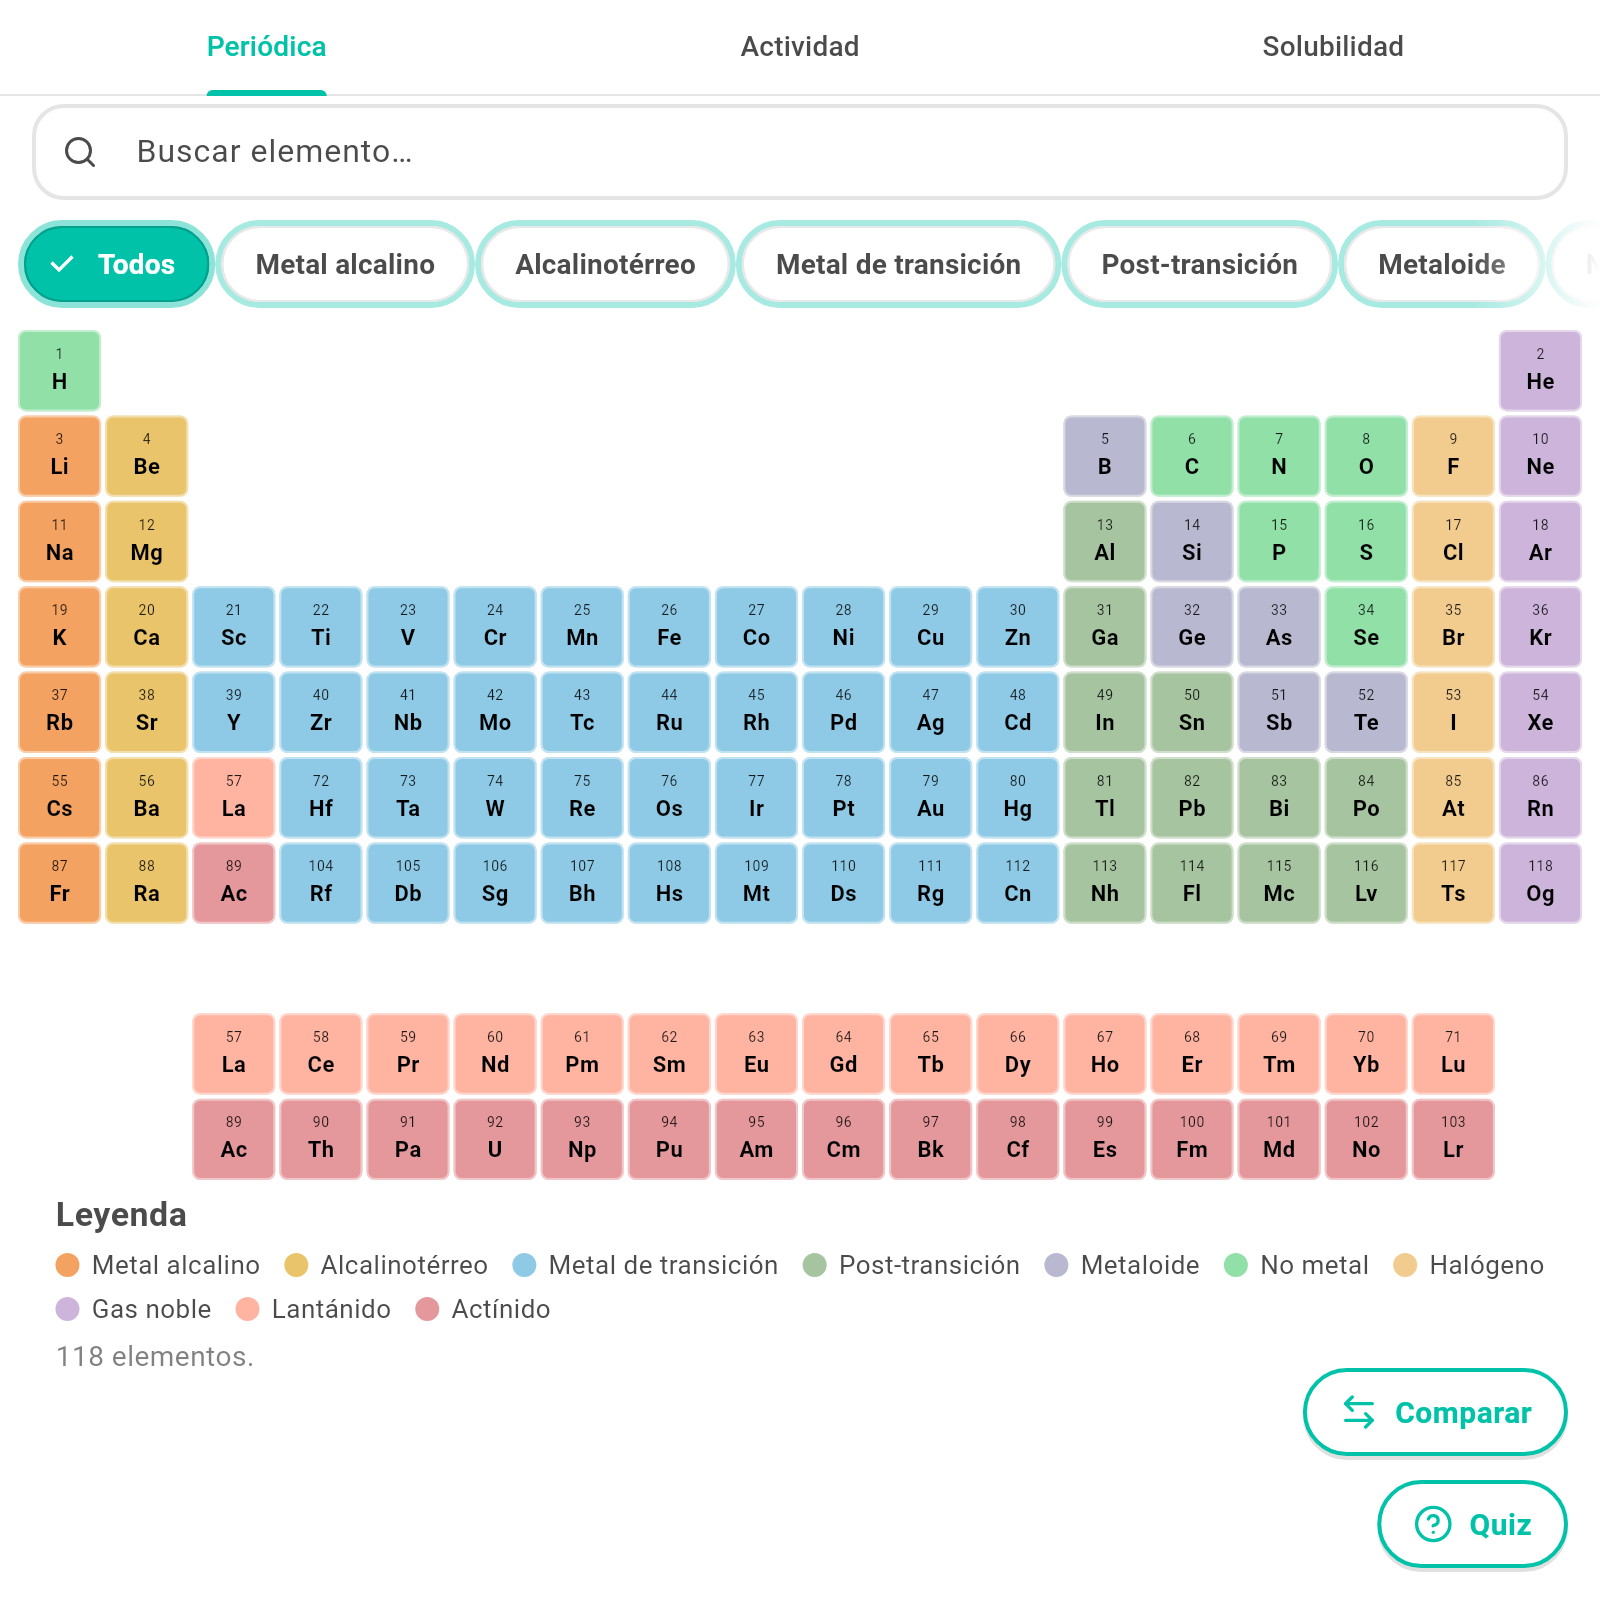 Periódica Actividad Solubilidad
Buscar elemento…
Todos Metal alcalino Alcalinotérreo Metal de transición Post-transición Metaloide
1 2
H He
3 4 5 6 7 8 9 10
Li Be B C N O F Ne
11 12 13 14 15 16 17 18
Na Mg Al Si P S Cl Ar
19 20 21 22 23 24 25 26 27 28 29 30 31 32 33 34 35 36
K Ca Sc Ti V Cr Mn Fe Co Ni Cu Zn Ga Ge As Se Br Kr
37 38 39 40 41 42 43 44 45 46 47 48 49 50 51 52 53 54
Rb Sr Y Zr Nb Mo Tc Ru Rh Pd Ag Cd In Sn Sb Te I Xe
55 56 57 72 73 74 75 76 77 78 79 80 81 82 83 84 85 86
Cs Ba La Hf Ta W Re Os Ir Pt Au Hg Tl Pb Bi Po At Rn
87 88 89 104 105 106 107 108 109 110 111 112 113 114 115 116 117 118
Fr Ra Ac Rf Db Sg Bh Hs Mt Ds Rg Cn Nh Fl Mc Lv Ts Og
57 58 59 60 61 62 63 64 65 66 67 68 69 70 71
La Ce Pr Nd Pm Sm Eu Gd Tb Dy Ho Er Tm Yb Lu
89 90 91 92 93 94 95 96 97 98 99 100 101 102 103
Ac Th Pa U Np Pu Am Cm Bk Cf Es Fm Md No Lr
Leyenda
Metal alcalino Alcalinotérreo Metal de transición Post-transición Metaloide No metal Halógeno
Gas noble Lantánido Actínido
118 elementos.
Comparar
Quiz